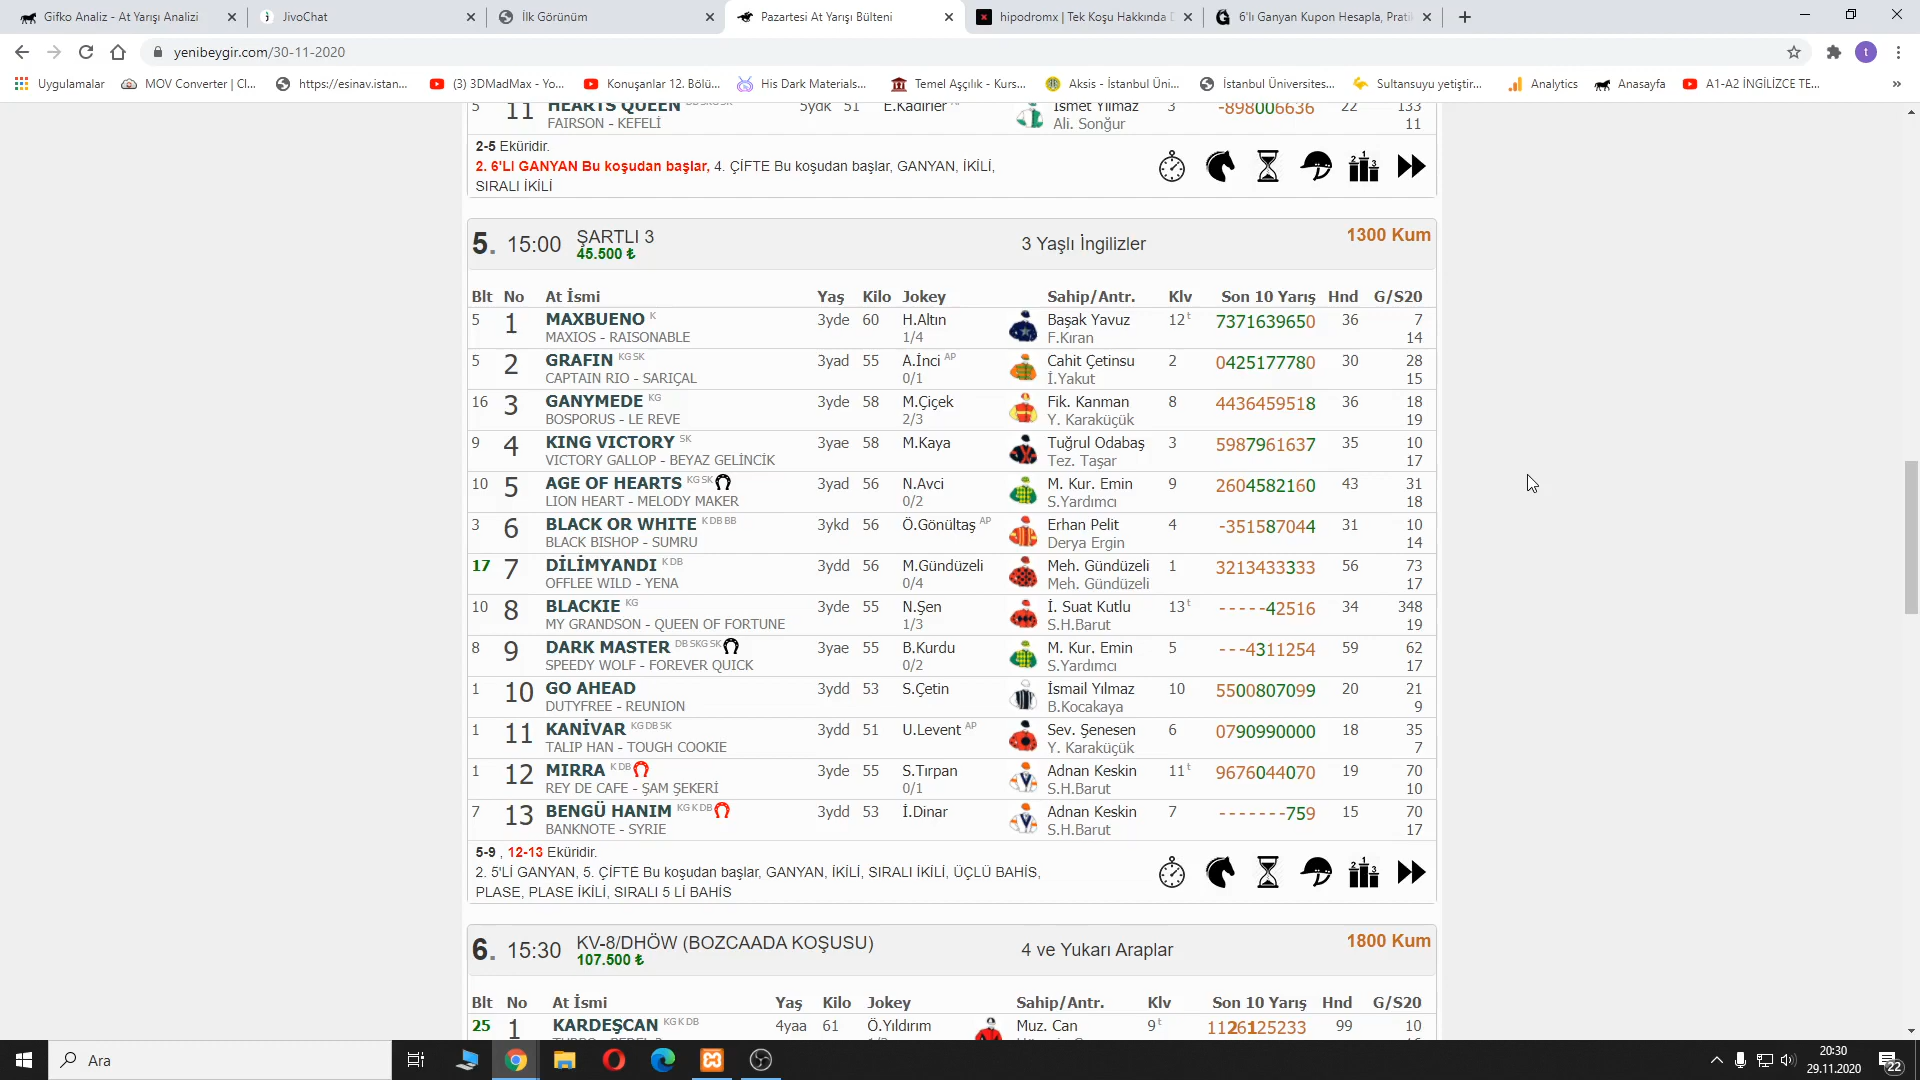 Gifko Analiz - At Yarışı Analizi
JivoChat
İlk Görünüm
Pazartesi At Yarışı Bülteni
hipodromx | Tek Koşu Hakkında
6'lı Ganyan Kupon Hesapla, Prati
yenibeygir.com/30-11-2020
t
Uygulamalar
MOV Converter | Cl...
https://esinav.istan...
(3) 3DMadMax - Yo...
Konuşanlar 12. Bölü...
His Dark Materials...
Temel Aşçılık - Kurs...
Aksis - İstanbul Üni...
İstanbul Üniversites...
Sultansuyu yetiştir...
Analytics
Anasayfa
A1-A2 İNGİLİZCE TE...
»
5 11 HEARTS QUEEN 5ydk 51 E.Kadirler AP İsmet Yılmaz 3 -898006636 22 133
FAIRSON - KEFELİ Ali. Songur 11
2-5 Eküridir.
2. 6'LI GANYAN Bu koşudan başlar, 4. ÇİFTE Bu koşudan başlar, GANYAN, İKİLİ,
SIRALI İKİLİ
5. 15:00 ŞARTLI 3 3 Yaşlı İngilizler 1300 Kum
45.500 ₺
Blt No At İsmi Yaş Kilo Jokey Sahip/Antr. Klv Son 10 Yarış Hnd G/S20
5 1 MAXBUENO K 3yde 60 H.Altın Başak Yavuz 12 t 7371639650 36 7
MAXIOS - RAISONABLE 1/4 F.Kıran 14
5 2 GRAFIN KG SK 3yad 55 A.İnci AP Cahit Çetinsu 2 0425177780 30 28
CAPTAIN RIO - SARIÇAL 0/1 İ.Yakut 15
16 3 GANYMEDE KG 3yde 58 M.Çiçek Fik. Kanman 8 4436459518 36 18
BOSPORUS - LE REVE 2/3 Y. Karaküçük 19
9 4 KING VICTORY SK 3yae 58 M.Kaya Tuğrul Odabaş 3 5987961637 35 10
VICTORY GALLOP - BEYAZ GELİNCİK Tez. Taşar 17
10 5 AGE OF HEARTS KG SK 3yad 56 N.Avci M. Kur. Emin 9 2604582160 43 31
LION HEART - MELODY MAKER 0/2 S.Yardımcı 18
3 6 BLACK OR WHITE K DB BB 3ykd 56 Ö.Gönültaş AP Erhan Pelit 4 -351587044 31 10
BLACK BISHOP - SUMRU Derya Ergin 14
17 7 DİLİMYANDI K DB 3ydd 56 M.Gündüzeli Meh. Gündüzeli 1 3213433333 56 73
OFFLEE WILD - YENA 0/4 Meh. Gündüzeli 17
10 8 BLACKIE KG 3yde 55 N.Şen İ. Suat Kutlu 13 t -----42516 34 348
MY GRANDSON - QUEEN OF FORTUNE 1/3 S.H.Barut 19
8 9 DARK MASTER DB SKG SK 3yae 55 B.Kurdu M. Kur. Emin 5 ---4311254 59 62
SPEEDY WOLF - FOREVER QUICK 0/2 S.Yardımcı 17
1 10 GO AHEAD 3ydd 53 S.Çetin İsmail Yılmaz 10 5500807099 20 21
DUTYFREE - REUNION B.Kocakaya 9
1 11 KANİVAR KG DB SK 3ydd 51 U.Levent AP Sev. Şenesen 6 0790990000 18 35
TALIP HAN - TOUGH COOKIE Y. Karaküçük 7
1 12 MIRRA K DB 3yde 55 S.Tırpan Adnan Keskin 11 t 9676044070 19 70
REY DE CAFE - ŞAM ŞEKERİ 0/1 S.H.Barut 10
7 13 BENGÜ HANIM KG K DB 3ydd 53 İ.Dinar Adnan Keskin 7 -------759 15 70
BANKNOTE - SYRIE S.H.Barut 17
5-9 , 12-13 Eküridir.
2. 5'Lİ GANYAN, 5. ÇİFTE Bu koşudan başlar, GANYAN, İKİLİ, SIRALI İKİLİ, ÜÇLÜ BAHİS,
PLASE, PLASE İKİLİ, SIRALI 5 Lİ BAHİS
6. 15:30 KV-8/DHÖW (BOZCAADA KOŞUSU) 4 ve Yukarı Araplar 1800 Kum
107.500 ₺
Blt No At İsmi Yaş Kilo Jokey Sahip/Antr. Klv Son 10 Yarış Hnd G/S20
25 1 KARDEŞCAN KG K DB 4yaa 61 Ö.Yıldırım Muz. Can 9 t 1126125233 99 10
Ara
20:30
29.11.2020
22